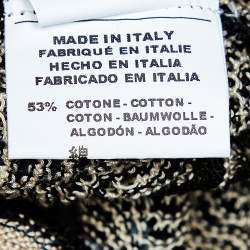 MADE IN ITALY
FABRIQUÉ EN ITALIE
HECHO EN ITALIA
FABRICADO EM ITALIA
53% COTONE - COTTON -
COTON - BAUMWOLLE -
ALGODÓN - ALGODÃO